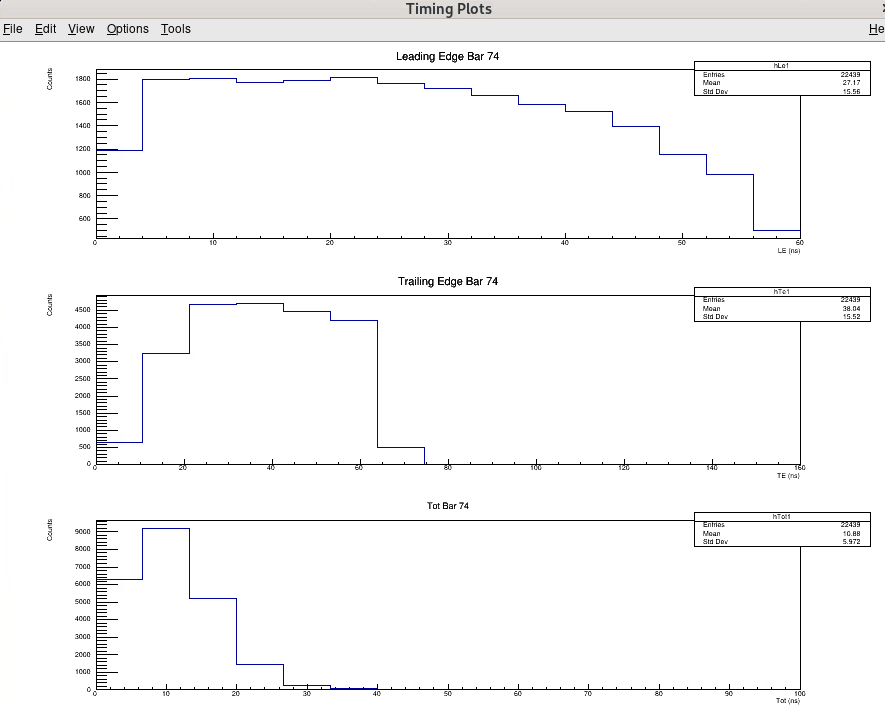 Timing Plots
File Edit View Options Tools He
Leading Edge Bar 74
Counts
hLe1
Entries 22439
Mean 27.17
Std Dev 15.56
1800
1600
1400
1200
1000
800
600
0 10 20 30 40 50 60
LE (ns)
Trailing Edge Bar 74
Counts
hTe1
Entries 22439
Mean 38.04
Std Dev 15.52
4500
4000
3500
3000
2500
2000
1500
1000
500
0
0 20 40 60 80 100 120 140 160
TE (ns)
Tot Bar 74
Counts
hTot1
Entries 22439
Mean 10.88
Std Dev 5.972
9000
8000
7000
6000
5000
4000
3000
2000
1000
0
0 10 20 30 40 50 60 70 80 90 100
Tot (ns)